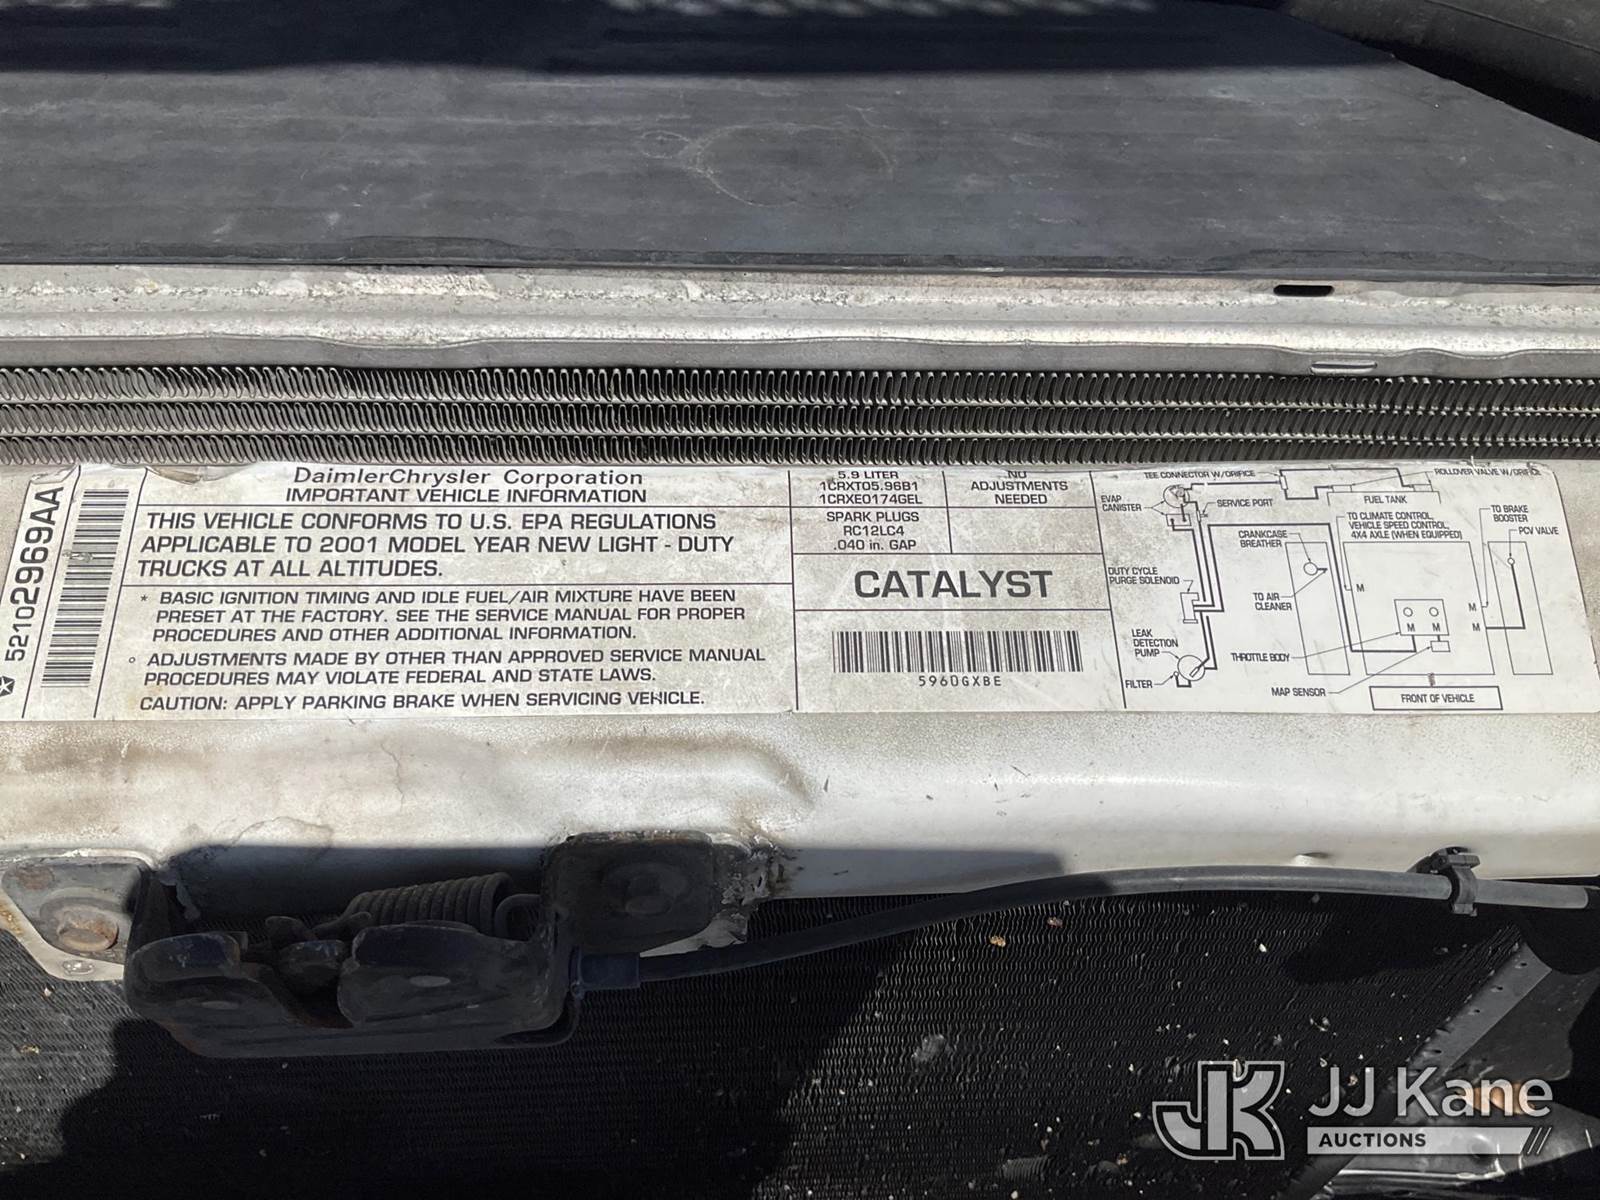 52102969AA
DaimlerChrysler Corporation
IMPORTANT VEHICLE INFORMATION
THIS VEHICLE CONFORMS TO U.S. EPA REGULATIONS
APPLICABLE TO 2001 MODEL YEAR NEW LIGHT - DUTY
TRUCKS AT ALL ALTITUDES.
* BASIC IGNITION TIMING AND IDLE FUEL/AIR MIXTURE HAVE BEEN
PRESET AT THE FACTORY. SEE THE SERVICE MANUAL FOR PROPER
PROCEDURES AND OTHER ADDITIONAL INFORMATION.
° ADJUSTMENTS MADE BY OTHER THAN APPROVED SERVICE MANUAL
PROCEDURES MAY VIOLATE FEDERAL AND STATE LAWS.
CAUTION: APPLY PARKING BRAKE WHEN SERVICING VEHICLE.
5.9 LITER
1CRXT05.96B1
1CRXE0174GEL
SPARK PLUGS
RC12LC4
.040 in. GAP
NO
ADJUSTMENTS
NEEDED
CATALYST
5960GXBE
TEE CONNECTOR W/ORIFICE
ROLLOVER VALVE W/ORIFICE
EVAP
CANISTER
SERVICE PORT
FUEL TANK
TO CLIMATE CONTROL,
VEHICLE SPEED CONTROL,
4X4 AXLE (WHEN EQUIPPED)
TO BRAKE
BOOSTER
PCV VALVE
CRANKCASE
BREATHER
DUTY CYCLE
PURGE SOLENOID
TO AIR
CLEANER
M
M
M M
M
LEAK
DETECTION
PUMP
THROTTLE BODY
FILTER
MAP SENSOR
FRONT OF VEHICLE
JK JJ Kane
AUCTIONS